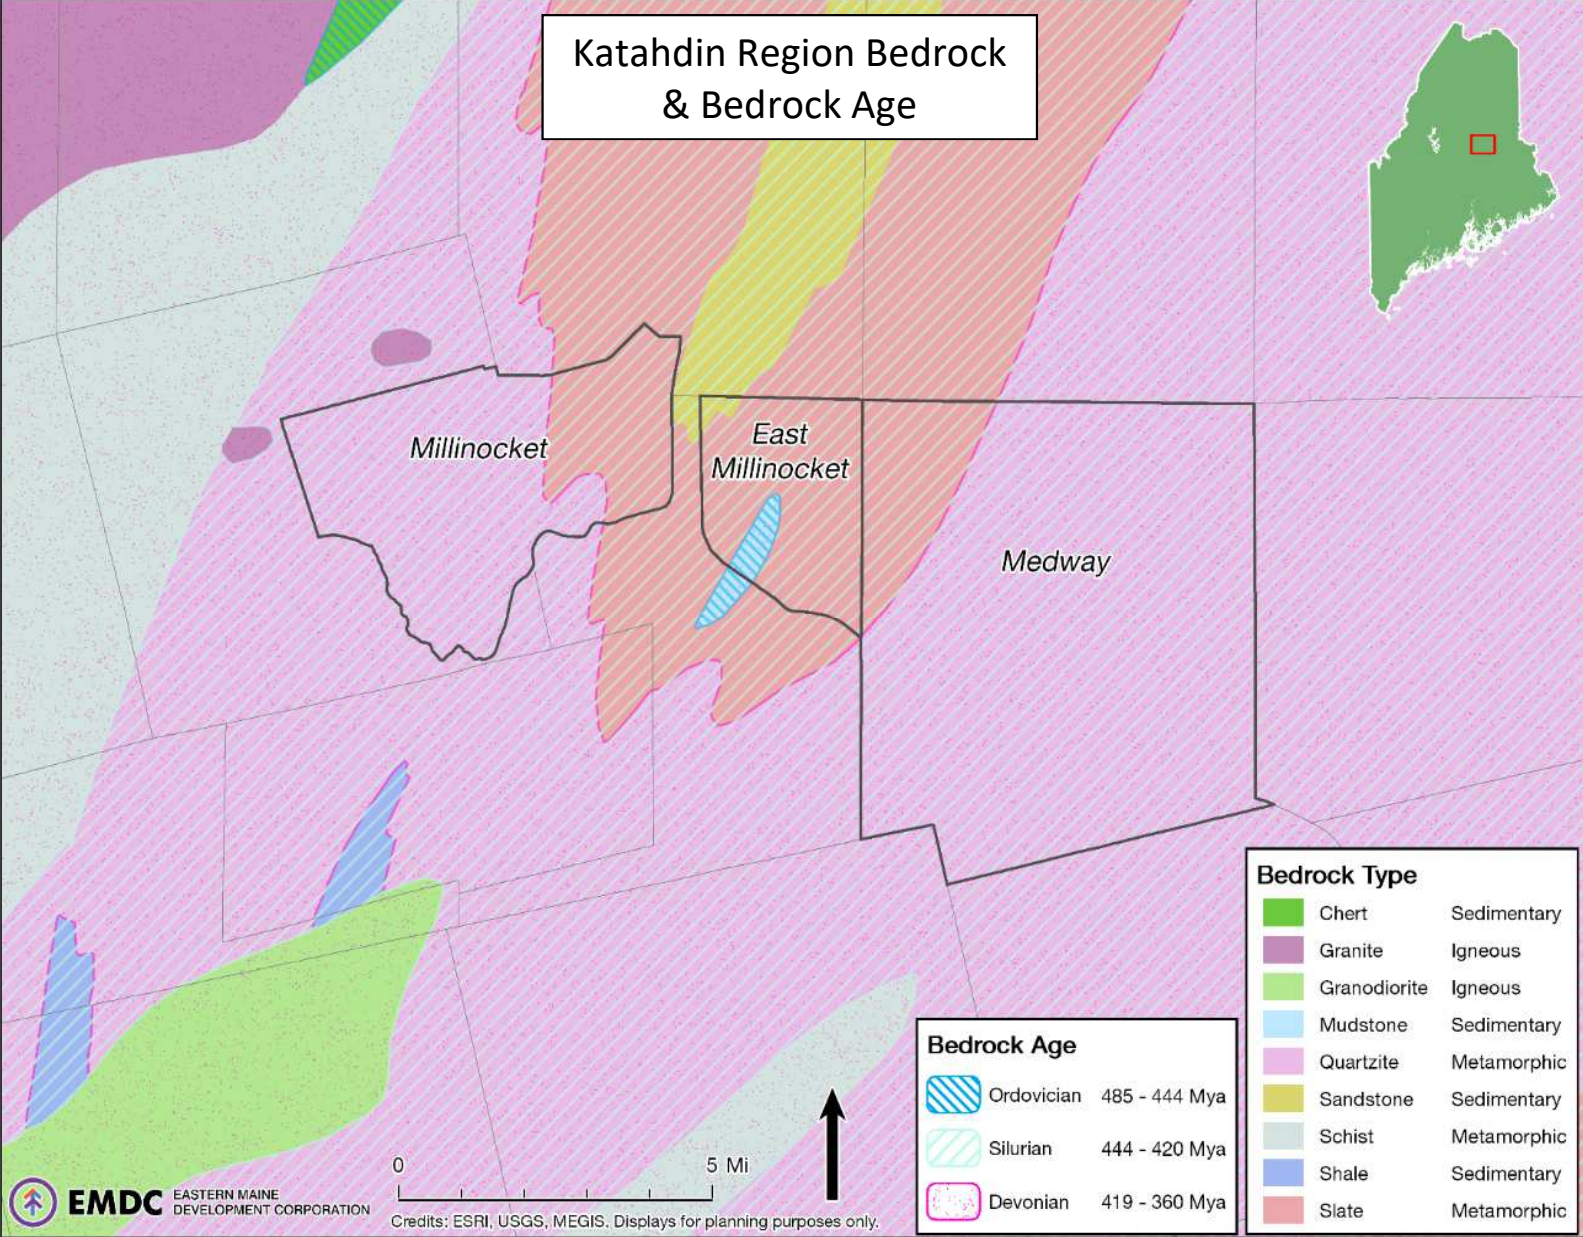 Katahdin Region Bedrock
& Bedrock Age
Millinocket
East
Millinocket
Medway
Bedrock Type
Chert Sedimentary
Granite Igneous
Granodiorite Igneous
Mudstone Sedimentary
Quartzite Metamorphic
Sandstone Sedimentary
Schist Metamorphic
Shale Sedimentary
Slate Metamorphic
Bedrock Age
Ordovician 485 - 444 Mya
Silurian 444 - 420 Mya
Devonian 419 - 360 Mya
0 5 Mi
EMDC EASTERN MAINE
DEVELOPMENT CORPORATION
Credits: ESRI, USGS, MEGIS. Displays for planning purposes only.